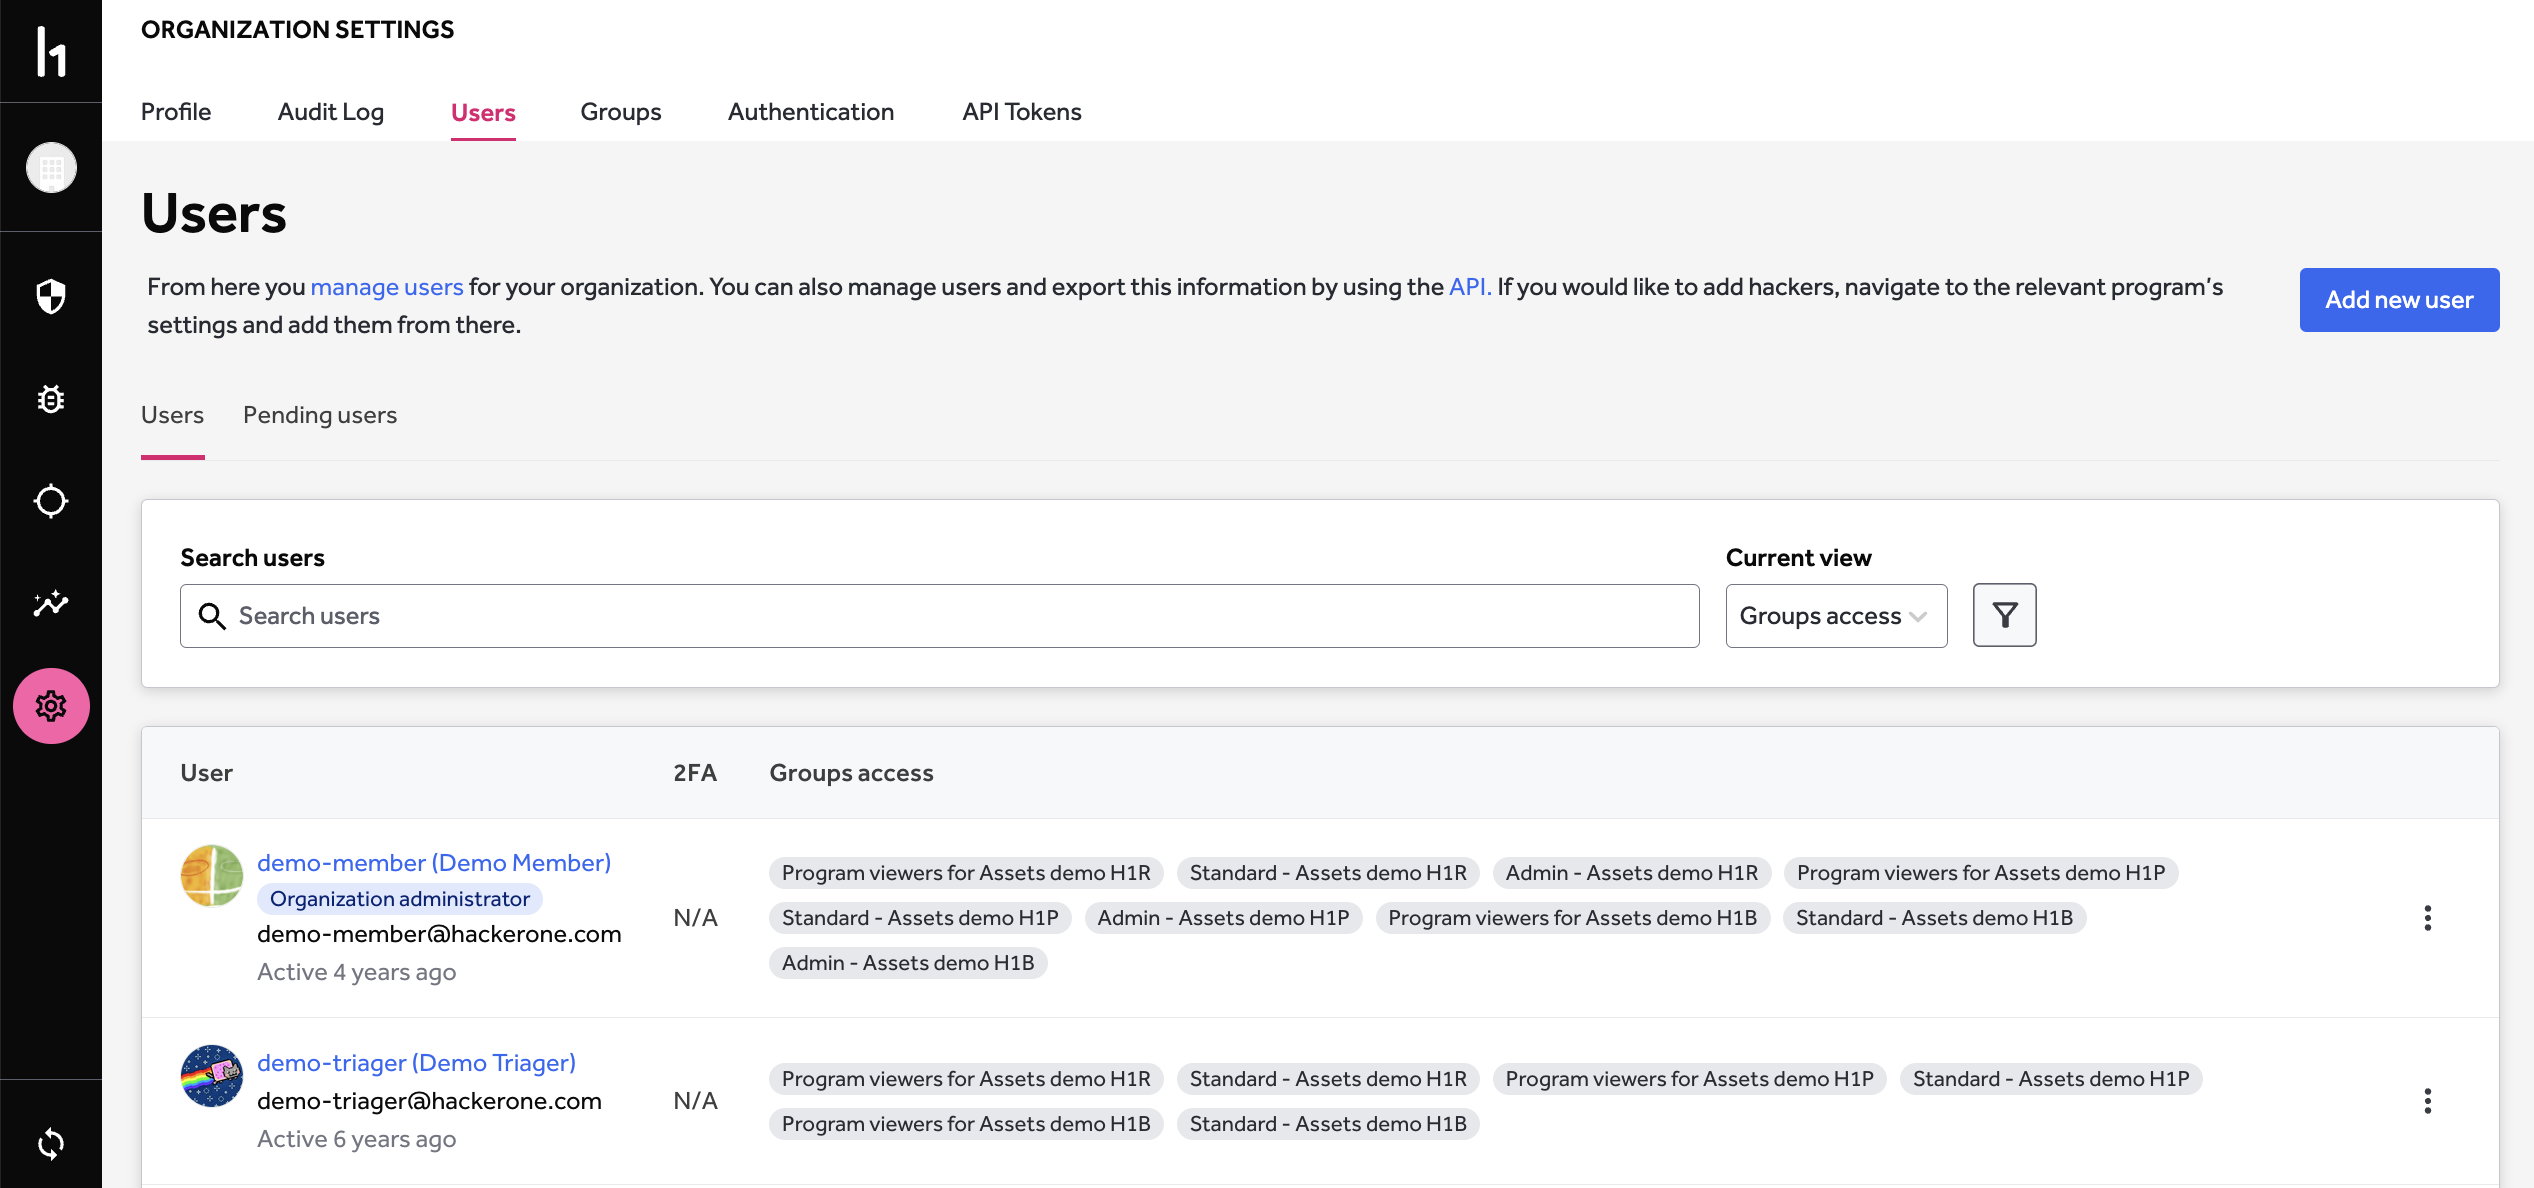 h1
ORGANIZATION SETTINGS
Profile Audit Log Users Groups Authentication API Tokens
Users
From here you manage users for your organization. You can also manage users and export this information by using the API. If you would like to add hackers, navigate to the relevant program's
settings and add them from there.
Add new user
Users Pending users
Search users
Current view
Search users
Groups access
User 2FA Groups access
demo-member (Demo Member)
Organization administrator
demo-member@hackerone.com
Active 4 years ago
N/A
Program viewers for Assets demo H1R Standard - Assets demo H1R Admin - Assets demo H1R Program viewers for Assets demo H1P
Standard - Assets demo H1P Admin - Assets demo H1P Program viewers for Assets demo H1B Standard - Assets demo H1B
Admin - Assets demo H1B
demo-triager (Demo Triager)
demo-triager@hackerone.com
Active 6 years ago
N/A
Program viewers for Assets demo H1R Standard - Assets demo H1R Program viewers for Assets demo H1P Standard - Assets demo H1P
Program viewers for Assets demo H1B Standard - Assets demo H1B